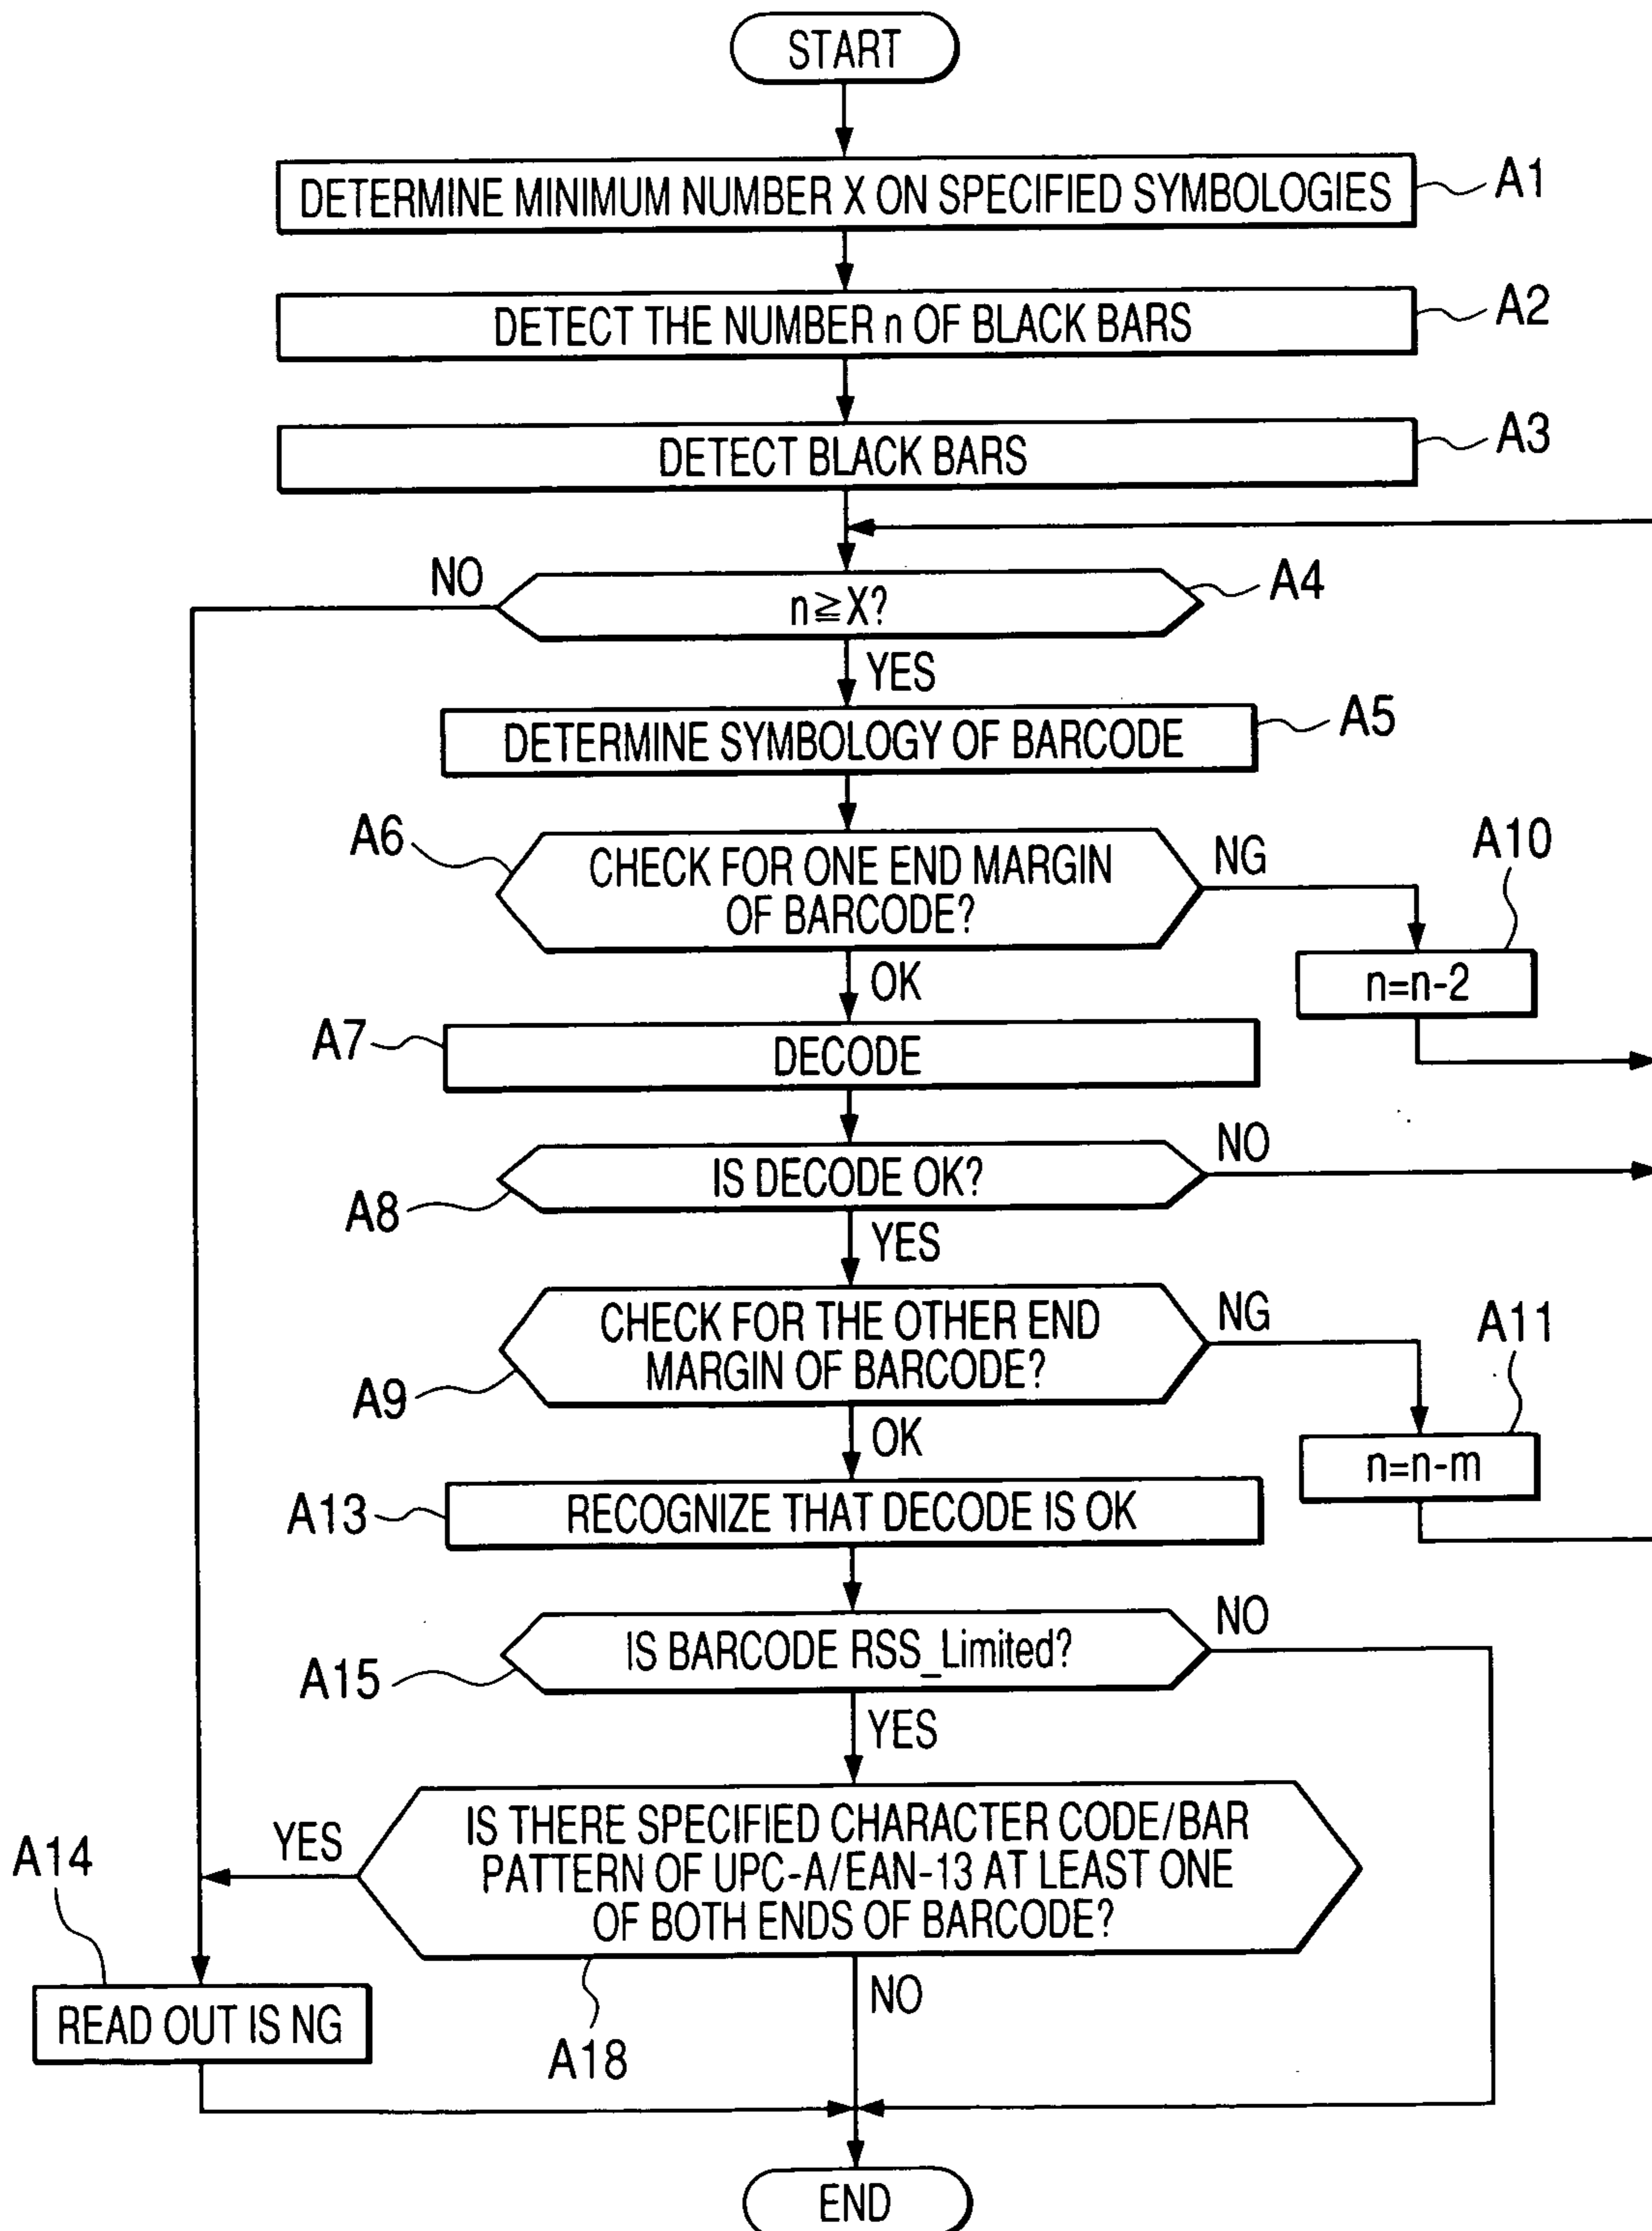 START
DETERMINE MINIMUM NUMBER X ON SPECIFIED SYMBOLOGIES
A1
DETECT THE NUMBER n OF BLACK BARS
A2
DETECT BLACK BARS
A3
NO
n≧X?
A4
YES
DETERMINE SYMBOLOGY OF BARCODE
A5
A6
CHECK FOR ONE END MARGIN
OF BARCODE?
NG
A10
n=n-2
OK
A7
DECODE
A8
IS DECODE OK?
NO
YES
A9
CHECK FOR THE OTHER END
MARGIN OF BARCODE?
NG
A11
n=n-m
OK
A13
RECOGNIZE THAT DECODE IS OK
A15
IS BARCODE RSS_Limited?
NO
YES
IS THERE SPECIFIED CHARACTER CODE/BAR
PATTERN OF UPC-A/EAN-13 AT LEAST ONE
OF BOTH ENDS OF BARCODE?
YES
A14
READ OUT IS NG
A18
NO
END